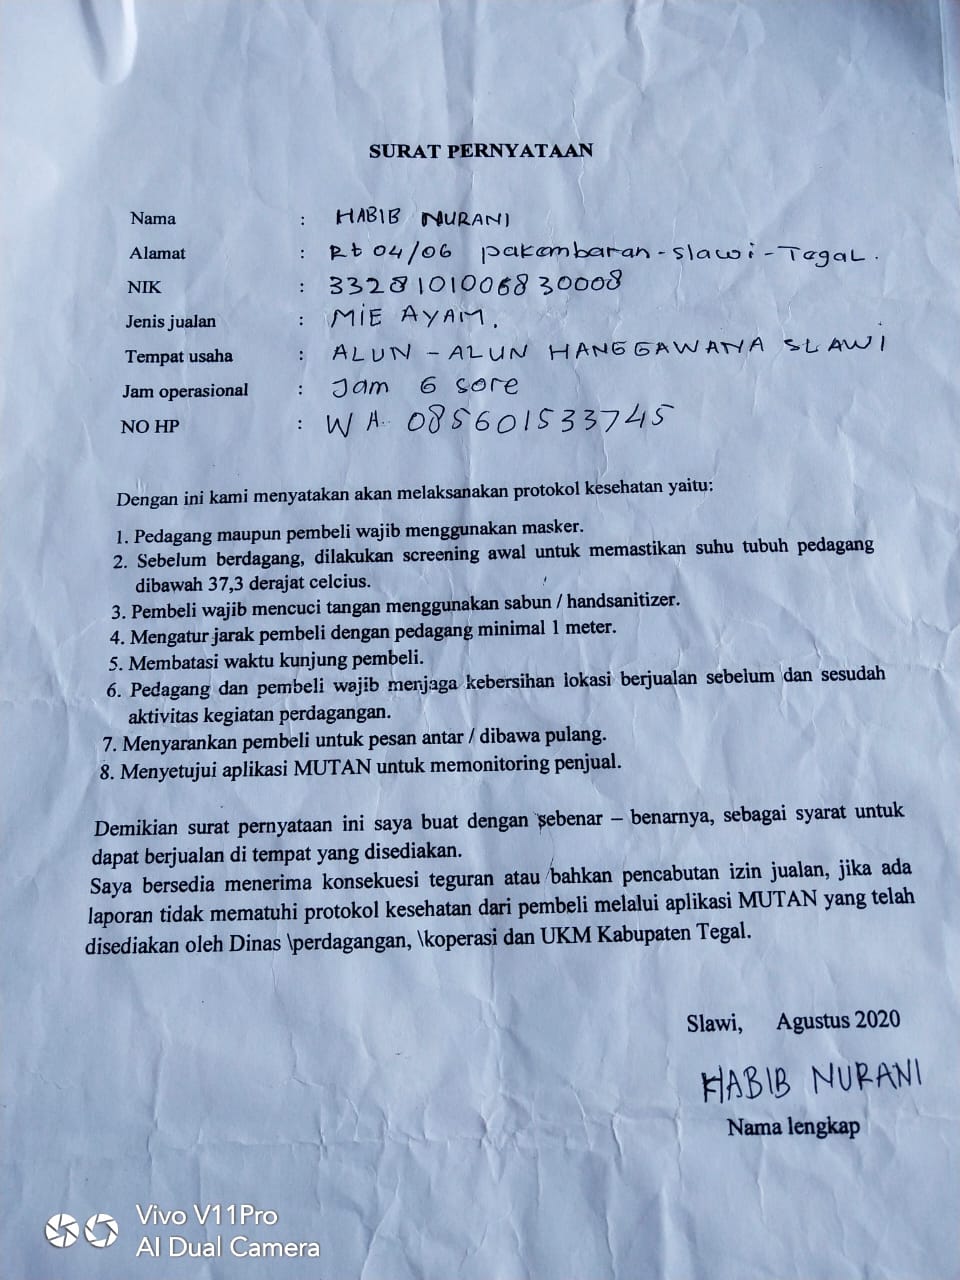 SURAT PERNYATAAN
Nama : HABIB NURANI
Alamat : Rt 04/06 pakembaran-slawi-Tegal.
NIK : 3328101006830008
Jenis jualan : MIE AYAM.
Tempat usaha : ALUN-ALUN HANGGAWANA SLAWI
Jam operasional : Jam 6 sore
NO HP : WA. 085601533745
Dengan ini kami menyatakan akan melaksanakan protokol kesehatan yaitu:
1. Pedagang maupun pembeli wajib menggunakan masker.
2. Sebelum berdagang, dilakukan screening awal untuk memastikan suhu tubuh pedagang
dibawah 37,3 derajat celcius.
3. Pembeli wajib mencuci tangan menggunakan sabun / handsanitizer.
4. Mengatur jarak pembeli dengan pedagang minimal 1 meter.
5. Membatasi waktu kunjung pembeli.
6. Pedagang dan pembeli wajib menjaga kebersihan lokasi berjualan sebelum dan sesudah
aktivitas kegiatan perdagangan.
7. Menyarankan pembeli untuk pesan antar / dibawa pulang.
8. Menyetujui aplikasi MUTAN untuk memonitoring penjual.
Demikian surat pernyataan ini saya buat dengan sebenar – benarnya, sebagai syarat untuk
dapat berjualan di tempat yang disediakan.
Saya bersedia menerima konsekuesi teguran atau bahkan pencabutan izin jualan, jika ada
laporan tidak mematuhi protokol kesehatan dari pembeli melalui aplikasi MUTAN yang telah
disediakan oleh Dinas \perdagangan, \koperasi dan UKM Kabupaten Tegal.
Slawi, Agustus 2020
HABIB NURANI
Nama lengkap
Vivo V11Pro
AI Dual Camera